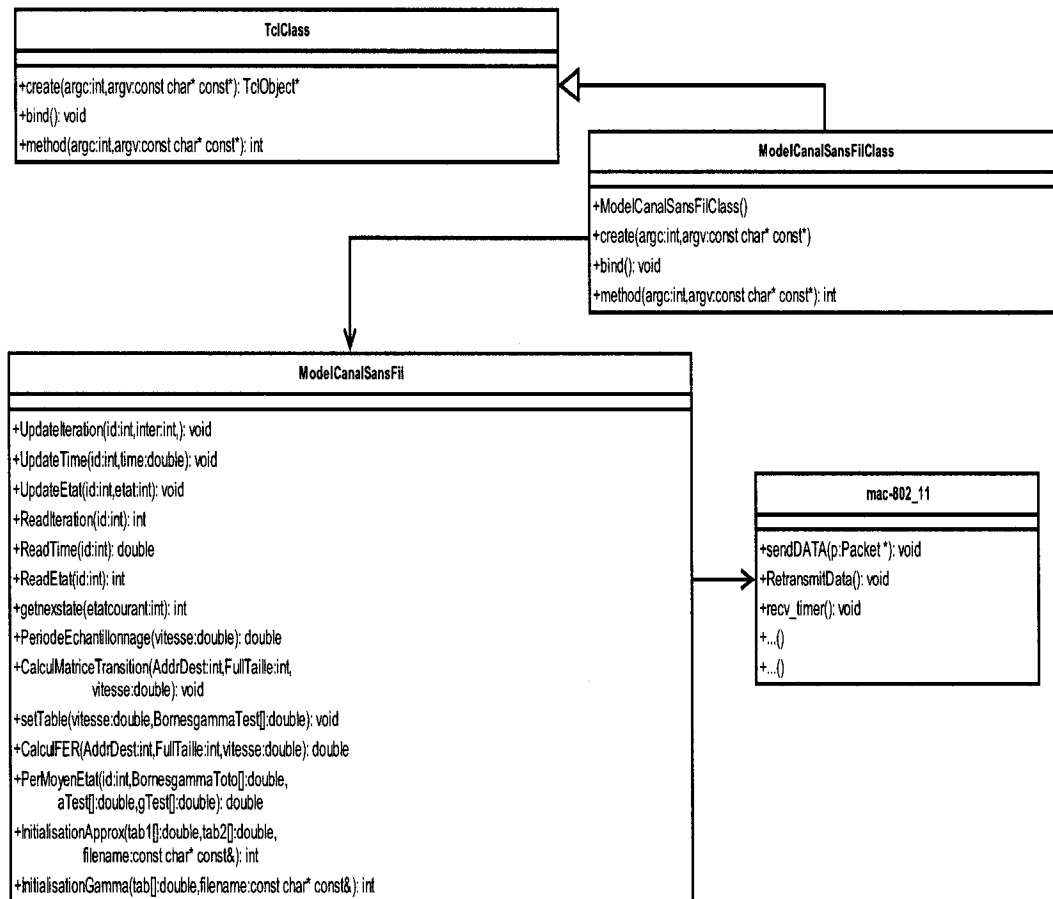 TclClass
+create(argc:int,argv:const char* const*): TclObject*
+bind(): void
+method(argc:int,argv:const char* const*): int
ModelCanalSansFilClass
+ModelCanalSansFilClass()
+create(argc:int,argv:const char* const*)
+bind(): void
+method(argc:int,argv:const char* const*): int
ModelCanalSansFil
+UpdateIteration(id:int,inter:int,): void
+UpdateTime(id:int,time:double): void
+UpdateEtat(id:int,etat:int): void
+ReadIteration(id:int): int
+ReadTime(id:int): double
+ReadEtat(id:int): int
+getnexstate(etatcourant:int): int
+PeriodeEchantillonnage(vitesse:double): double
+CalculMatriceTransition(AddrDest:int,FullTaille:int,
vitesse:double): void
+setTable(vitesse:double,BornesgammaTest[]:double): void
+CalculFER(AddrDest:int,FullTaille:int,vitesse:double): double
+PerMoyenEtat(id:int,BornesgammaToto[]:double,
aTest[]:double,gTest[]:double): double
+InitialisationApprox(tab1[]:double,tab2[]:double,
filename:const char* const&): int
+InitialisationGamma(tab[]:double,filename:const char* const&): int
mac-802_11
+sendDATA(p:Packet *): void
+RetransmitData(): void
+recv_timer(): void
+...()
+...()